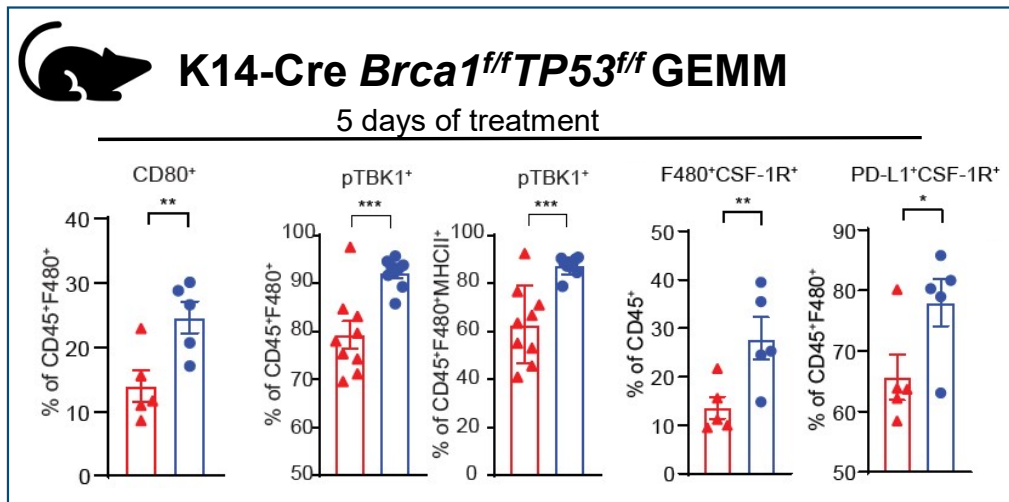 K14-Cre Brca1f/fTP53f/f GEMM
5 days of treatment
CD80⁺
**
% of CD45⁺F480⁺
40
30
20
10
0
pTBK1⁺
***
% of CD45⁺F480⁺
100
90
80
70
50
pTBK1⁺
***
% of CD45⁺F480⁺MHCII⁺
100
80
60
40
0
F480⁺CSF-1R⁺
**
% of CD45⁺
50
40
30
20
10
0
PD-L1⁺CSF-1R⁺
*
% of CD45⁺F480⁺
90
80
70
60
50